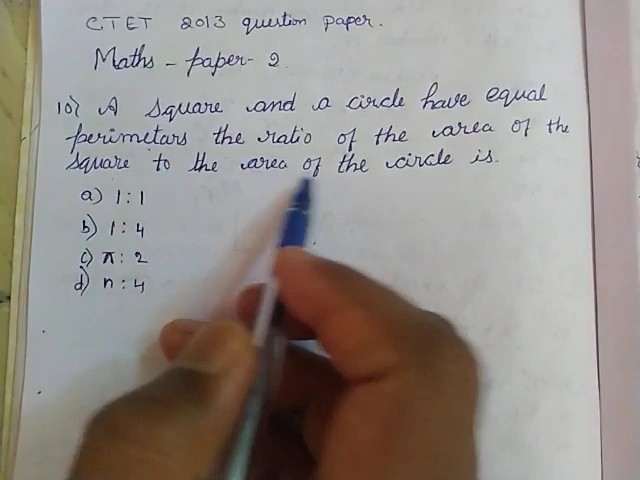 CTET 2013 question paper.
Maths - paper - 2
10) A square and a circle have equal
perimetars the ratio of the area of the
square to the area of the circle is.
a) 1 : 1
b) 1 : 4
c) π : 2
d) n : 4